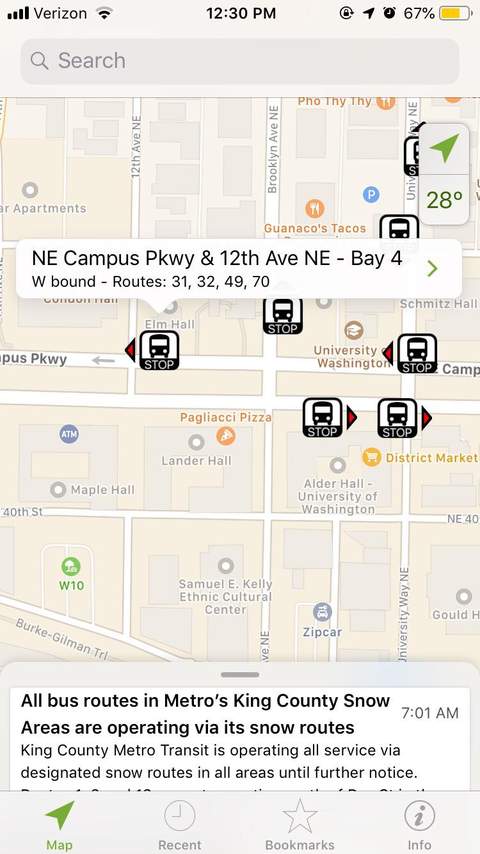 Verizon 12:30 PM 67%
Search
Pho Thy Thy
12th Ave NE
Brooklyn Ave NE
NE
ar Apartments
28°
Guanaco's Tacos
P
NE Campus Pkwy & 12th Ave NE - Bay 4
W bound - Routes: 31, 32, 49, 70
Schmitz Hall
Elm Hall
STOP
University
Washington
STOP
STOP
mpus Pkwy
STOP
Camp
Pagliacci Pizza
STOP
STOP
ATM
Lander Hall
District Market
Maple Hall
Alder Hall -
University of
Washington
40th St
NE 40
W10
Samuel E. Kelly
Ethnic Cultural
Center
Gould H
Zipcar
University Way NE
Burke-Gilman Trl
ve NE
All bus routes in Metro's King County Snow
Areas are operating via its snow routes
7:01 AM
King County Metro Transit is operating all service via
designated snow routes in all areas until further notice.
Map
Recent
Bookmarks
Info